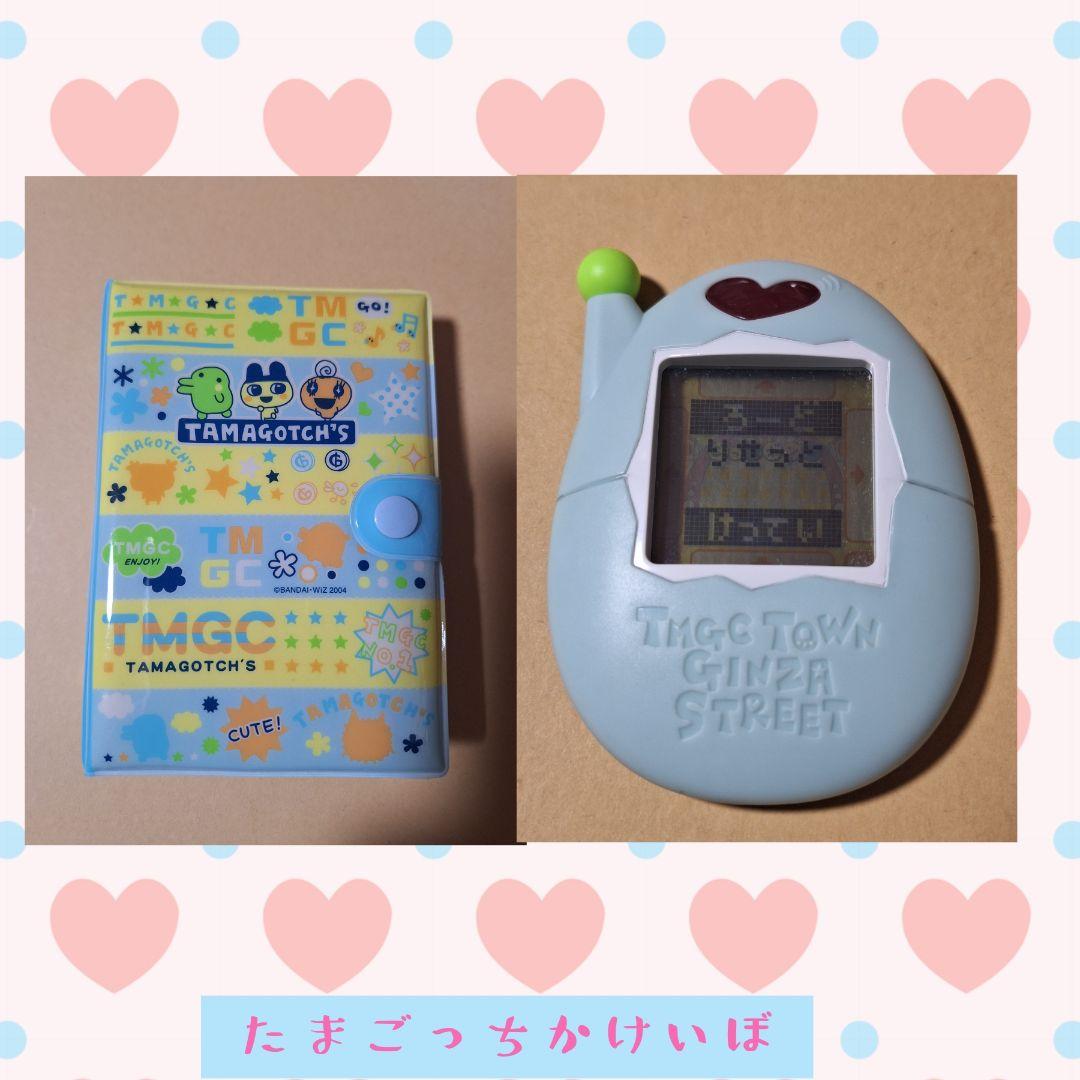 T★M★G★C
T★M★G★C
TM
GC
GO!
TAMAGOTCH'S
TAMAGOTCH'S
TMGC
ENJOY!
TM
GC
©BANDAI・WiZ 2004
TMGC
TAMAGOTCH'S
TMGC
NO.1
CUTE!
TAMAGOTCH'S
ろーど
りせっと
けってい
TMGC TOWN
GINZA
STREET
たまごっちかけいぼ